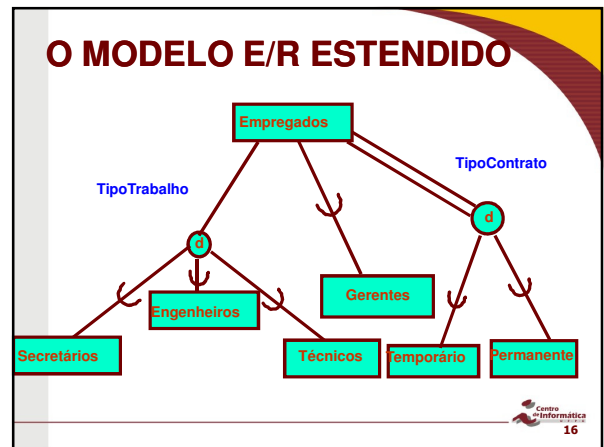 O MODELO E/R ESTENDIDO
Empregados
TipoContrato
TipoTrabalho
d
d
Gerentes
Engenheiros
Secretários
Técnicos
Temporário
Permanente
Centro
de Informática
U F P E
16